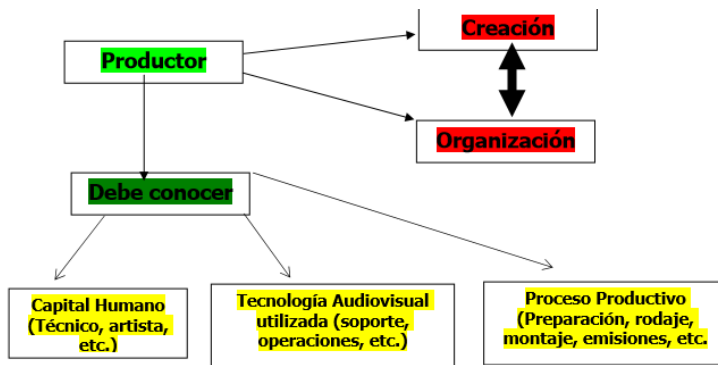 Creación
Productor
Organización
Debe conocer
Capital Humano
(Técnico, artista,
etc.)
Tecnología Audiovisual
utilizada (soporte,
operaciones, etc.)
Proceso Productivo
(Preparación, rodaje,
montaje, emisiones, etc.